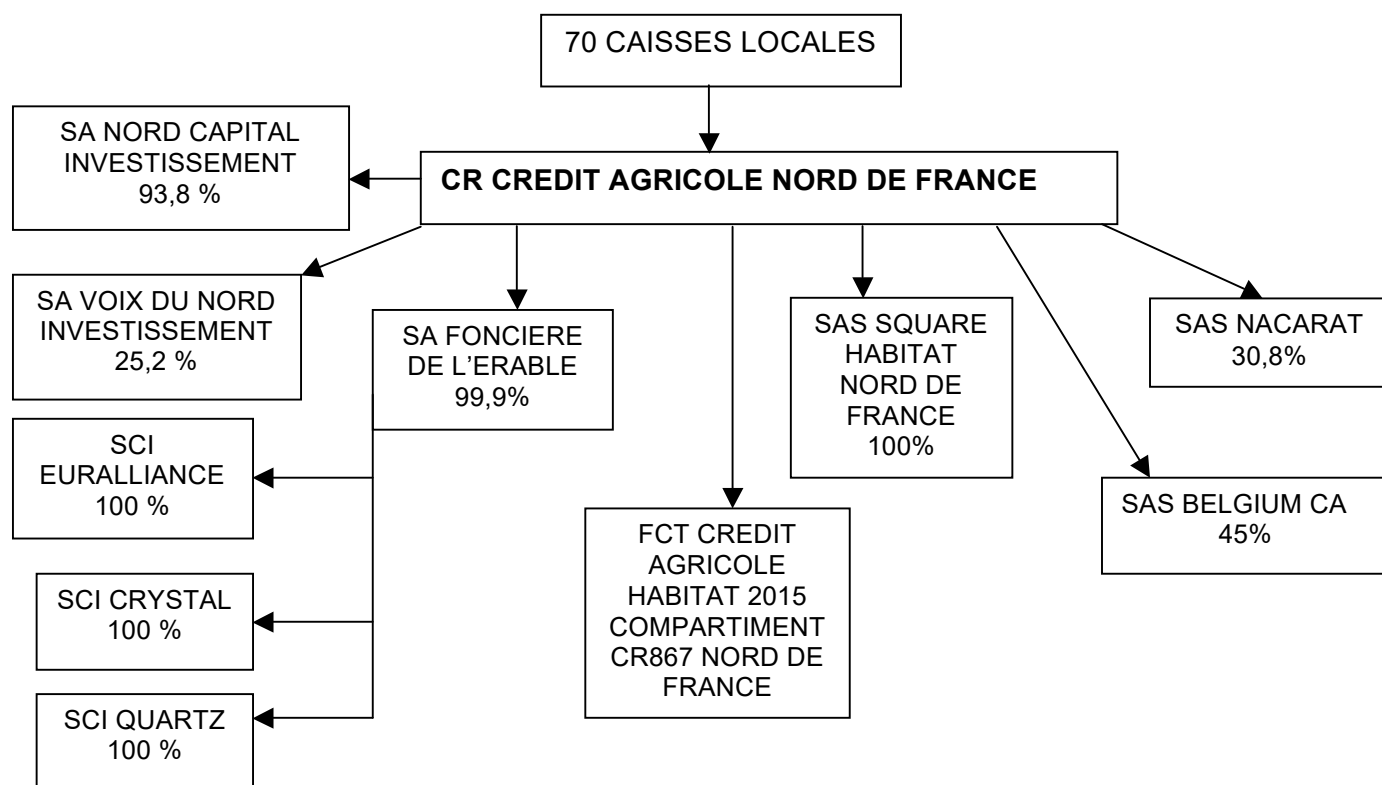 70 CAISSES LOCALES
SA NORD CAPITAL
INVESTISSEMENT
93,8 %
CR CREDIT AGRICOLE NORD DE FRANCE
SA VOIX DU NORD
INVESTISSEMENT
25,2 %
SA FONCIERE
DE L’ERABLE
99,9%
SAS SQUARE
HABITAT
NORD DE
FRANCE
100%
SAS NACARAT
30,8%
SCI
EURALLIANCE
100 %
SAS BELGIUM CA
45%
FCT CREDIT
AGRICOLE
HABITAT 2015
COMPARTIMENT
CR867 NORD DE
FRANCE
SCI CRYSTAL
100 %
SCI QUARTZ
100 %